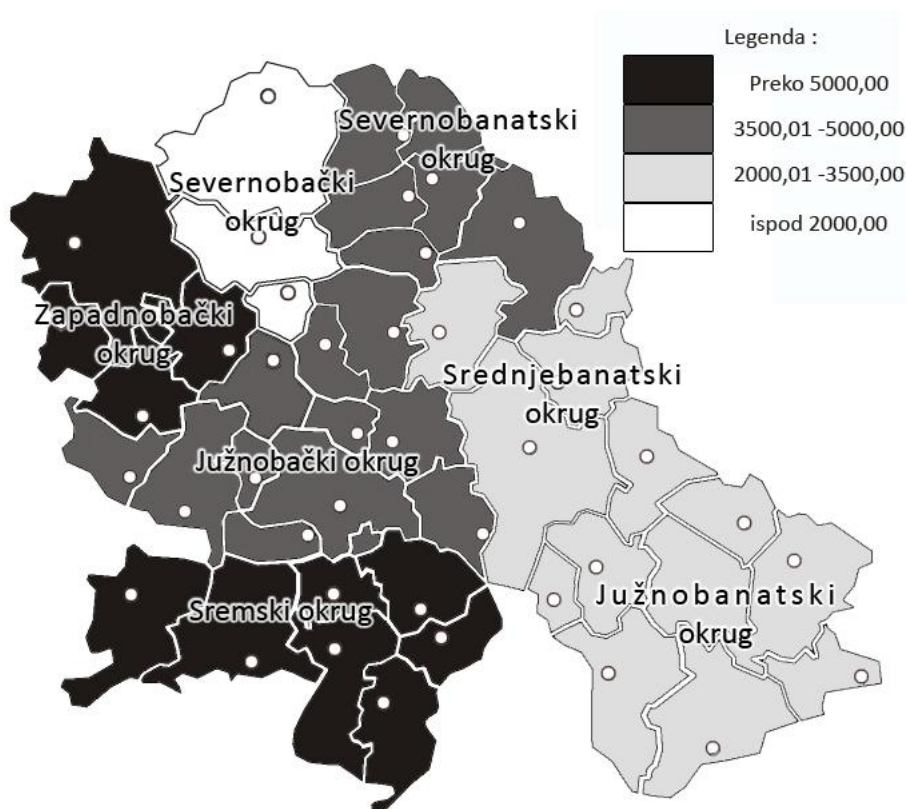 Legenda :
Preko 5000,00
3500,01 -5000,00
2000,01 -3500,00
ispod 2000,00
Severnobanatski
okrug
Severnobački
okrug
Zapadnobački
okrug
Srednjebanatski
okrug
Južnobački okrug
Sremski okrug
Južnobanatski
okrug